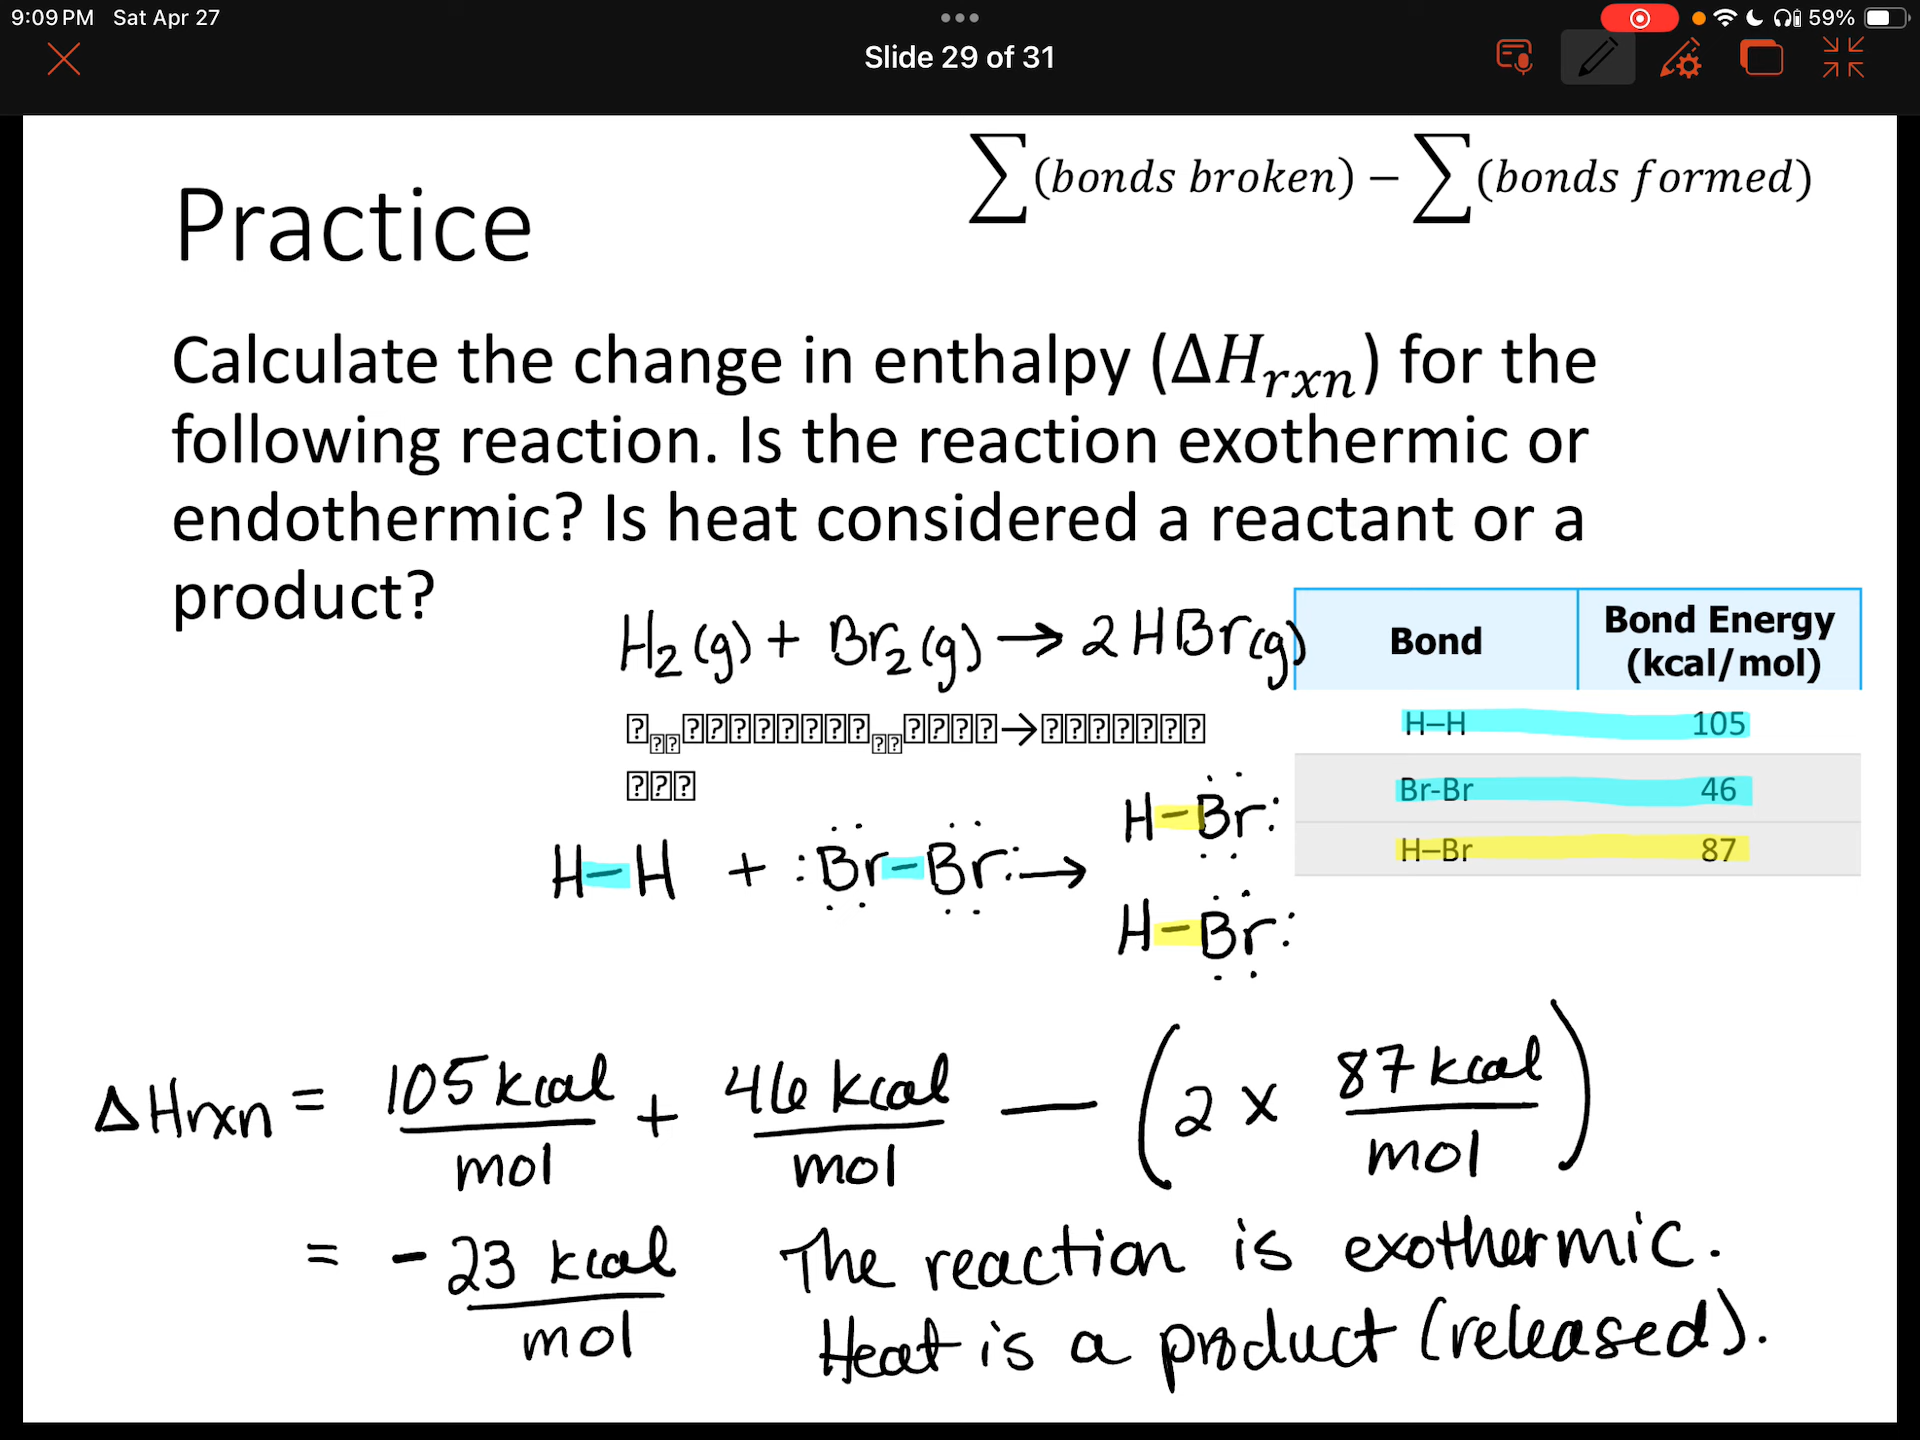 9:09 PM Sat Apr 27
59%
Slide 29 of 31
∑(bonds broken) − ∑(bonds formed)
Practice
Calculate the change in enthalpy (ΔHrxn) for the
following reaction. Is the reaction exothermic or
endothermic? Is heat considered a reactant or a
product?
H₂(g) + Br₂(g) → 2HBr(g)
Bond Bond Energy (kcal/mol)
H–H 105
Br-Br 46
H–Br 87
H–Br:
H–H + :Br–Br: →
H–Br:
ΔHrxn = 105 kcal/mol + 46 kcal/mol — (2 x 87 kcal/mol)
= -23 kcal/mol The reaction is exothermic.
Heat is a product (released).